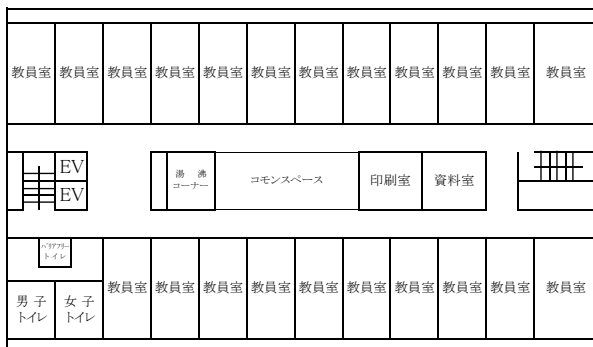 教員室 教員室 教員室 教員室 教員室 教員室 教員室 教員室 教員室 教員室 教員室 教員室
EV
EV
湯 沸
コーナー
コモンスペース
印刷室
資料室
バリアフリー
トイレ
男 子
トイレ
女 子
トイレ
教員室 教員室 教員室 教員室 教員室 教員室 教員室 教員室 教員室 教員室